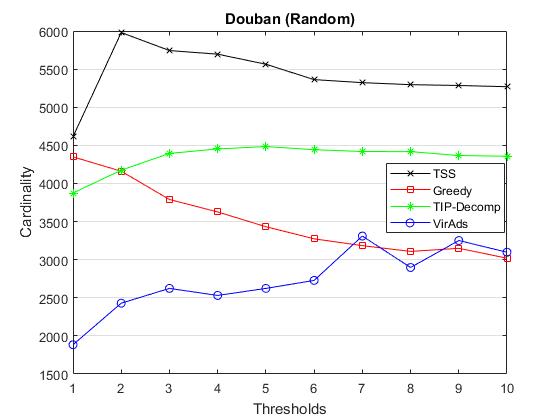 Douban (Random)
6000
5500
5000
4500
4000
3500
3000
2500
2000
1500
Cardinality
TSS
Greedy
TIP-Decomp
VirAds
1 2 3 4 5 6 7 8 9 10
Thresholds